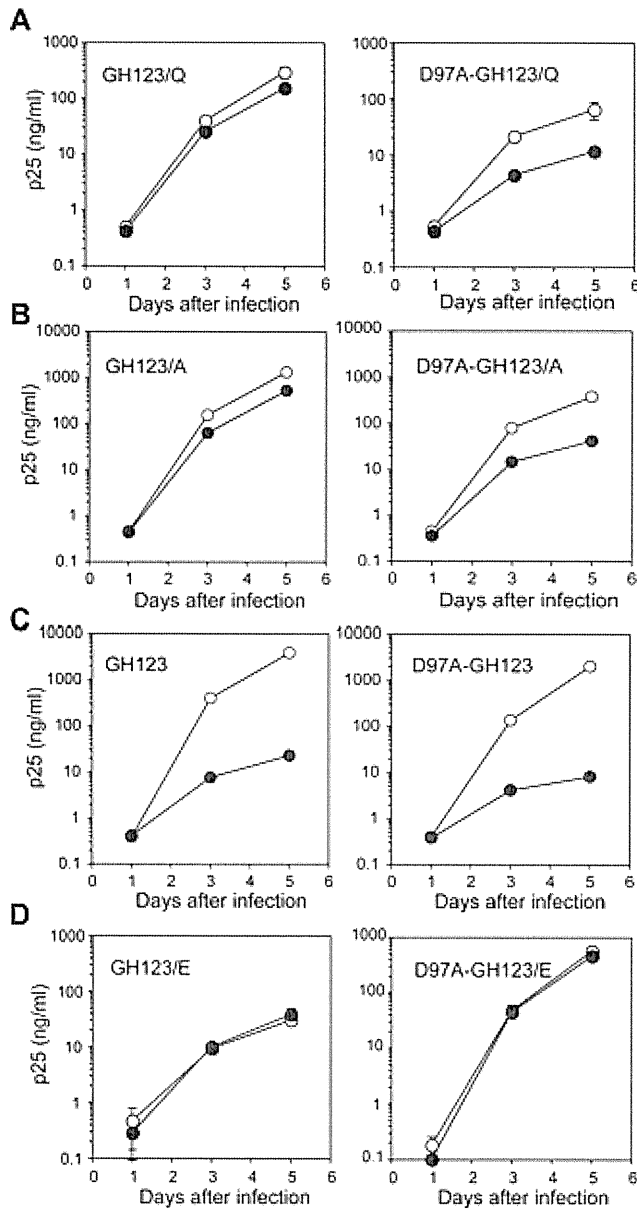 A
GH123/Q
D97A-GH123/Q
p25 (ng/ml)
1000
100
10
1
0.1
1000
100
10
1
0.1
0 1 2 3 4 5 6
0 1 2 3 4 5 6
Days after infection
Days after infection
B
GH123/A
D97A-GH123/A
p25 (ng/ml)
10000
1000
100
10
1
0.1
10000
1000
100
10
1
0.1
0 1 2 3 4 5 6
0 1 2 3 4 5 6
Days after infection
Days after infection
C
GH123
D97A-GH123
p25 (ng/ml)
10000
1000
100
10
1
0.1
10000
1000
100
10
1
0.1
0 1 2 3 4 5 6
0 1 2 3 4 5 6
Days after infection
Days after infection
D
GH123/E
D97A-GH123/E
p25 (ng/ml)
1000
100
10
1
0.1
1000
100
10
1
0.1
0 1 2 3 4 5 6
0 1 2 3 4 5 6
Days after infection
Days after infection